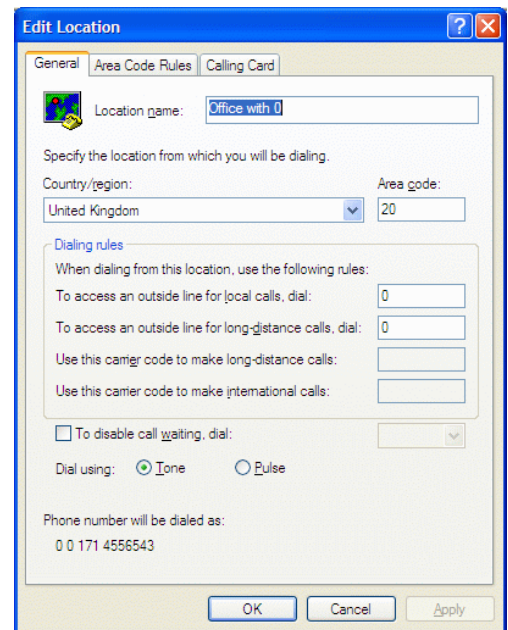 Edit Location
General Area Code Rules Calling Card
Location name: Office with 0
Specify the location from which you will be dialing.
Country/region: Area code:
United Kingdom 20
Dialing rules
When dialing from this location, use the following rules:
To access an outside line for local calls, dial: 0
To access an outside line for long-distance calls, dial: 0
Use this carrier code to make long-distance calls:
Use this carrier code to make international calls:
To disable call waiting, dial:
Dial using: Tone Pulse
Phone number will be dialed as:
0 0 171 4556543
OK Cancel Apply